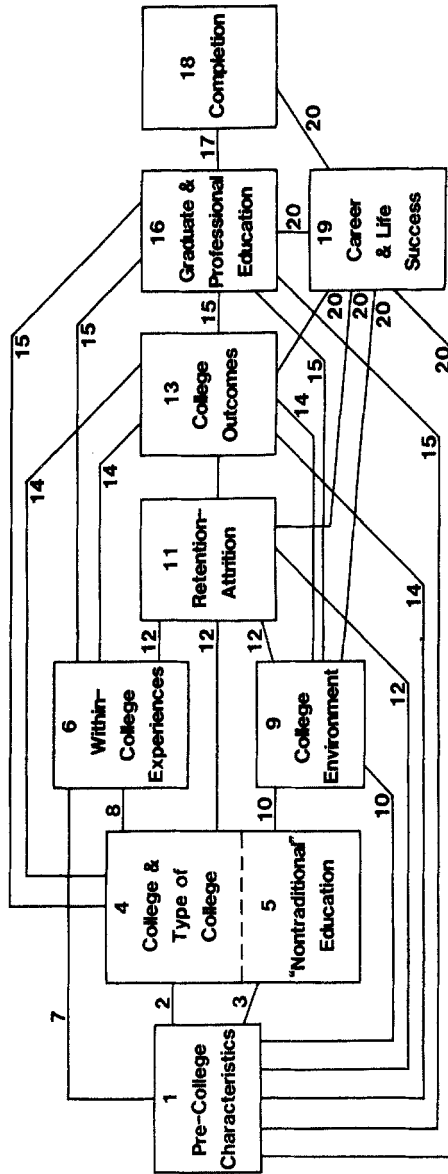 1
Pre-College
Characteristics
2
3
4
College &
Type of
College
5
"Nontraditional"
Education
7
8
10
10
6
Within-
College
Experiences
9
College
Environment
12
12
12
12
11
Retention-
Attrition
14
14
14
14
13
College
Outcomes
15
15
15
15
15
16
Graduate &
Professional
Education
17
18
Completion
20
20
20
20
20
20
19
Career
& Life
Success